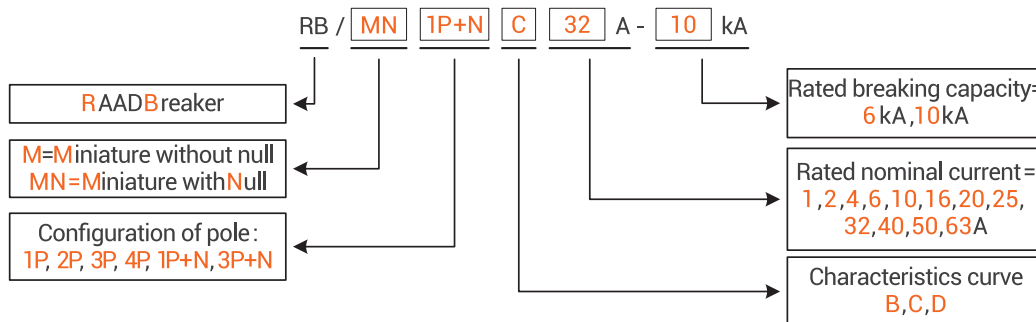 RB / MN 1P+N C 32 A - 10 kA
RAADBreaker
M=Miniature without null
MN=Miniature with Null
Configuration of pole:
1P, 2P, 3P, 4P, 1P+N, 3P+N
Rated breaking capacity=
6kA,10kA
Rated nominal current=
1,2,4,6,10,16,20,25,
32,40,50,63A
Characteristics curve
B,C,D